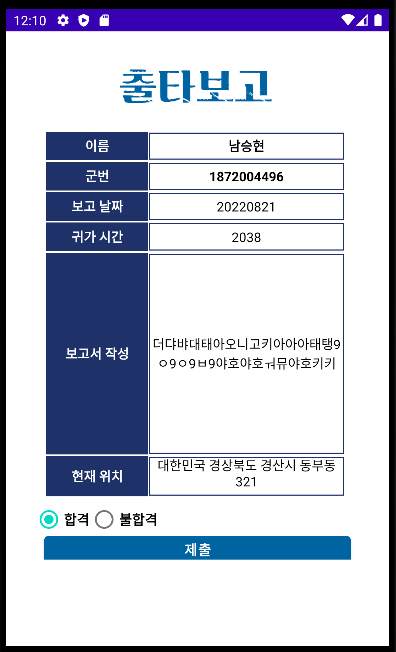 12:10
출타보고
이름 남승현
군번 1872004496
보고 날짜 20220821
귀가 시간 2038
보고서 작성
더댜뱌대태아오니고키아아아태탱9
ㅇ9ㅇ9ㅂ9야호야호ㅝ뮤야호키키
현재 위치
대한민국 경상북도 경산시 동부동
321
합격 불합격
제출